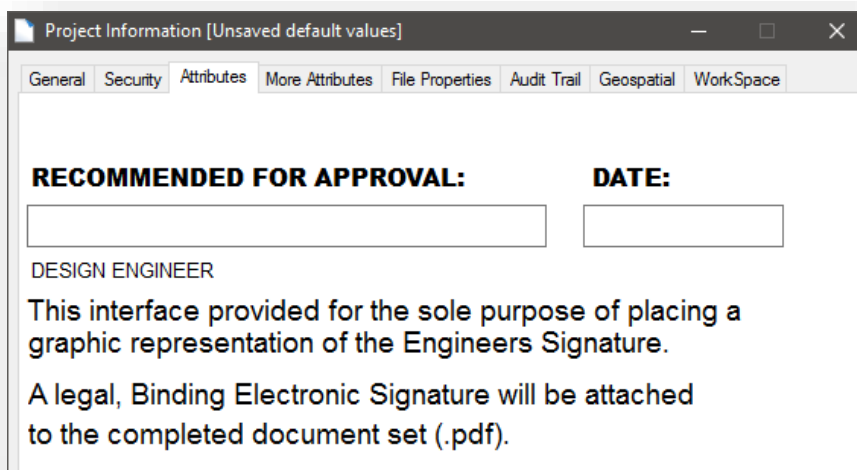 Project Information [Unsaved default values]
General Security Attributes More Attributes File Properties Audit Trail Geospatial WorkSpace
RECOMMENDED FOR APPROVAL: DATE:
DESIGN ENGINEER
This interface provided for the sole purpose of placing a
graphic representation of the Engineers Signature.
A legal, Binding Electronic Signature will be attached
to the completed document set (.pdf).